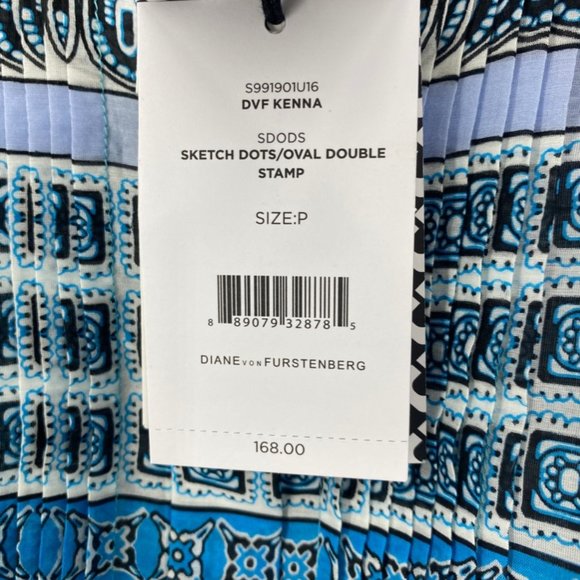 S991901U16
DVF KENNA
SDODS
SKETCH DOTS/OVAL DOUBLE
STAMP
SIZE:P
8 89079 32878 5
DIANE VON FURSTENBERG
168.00